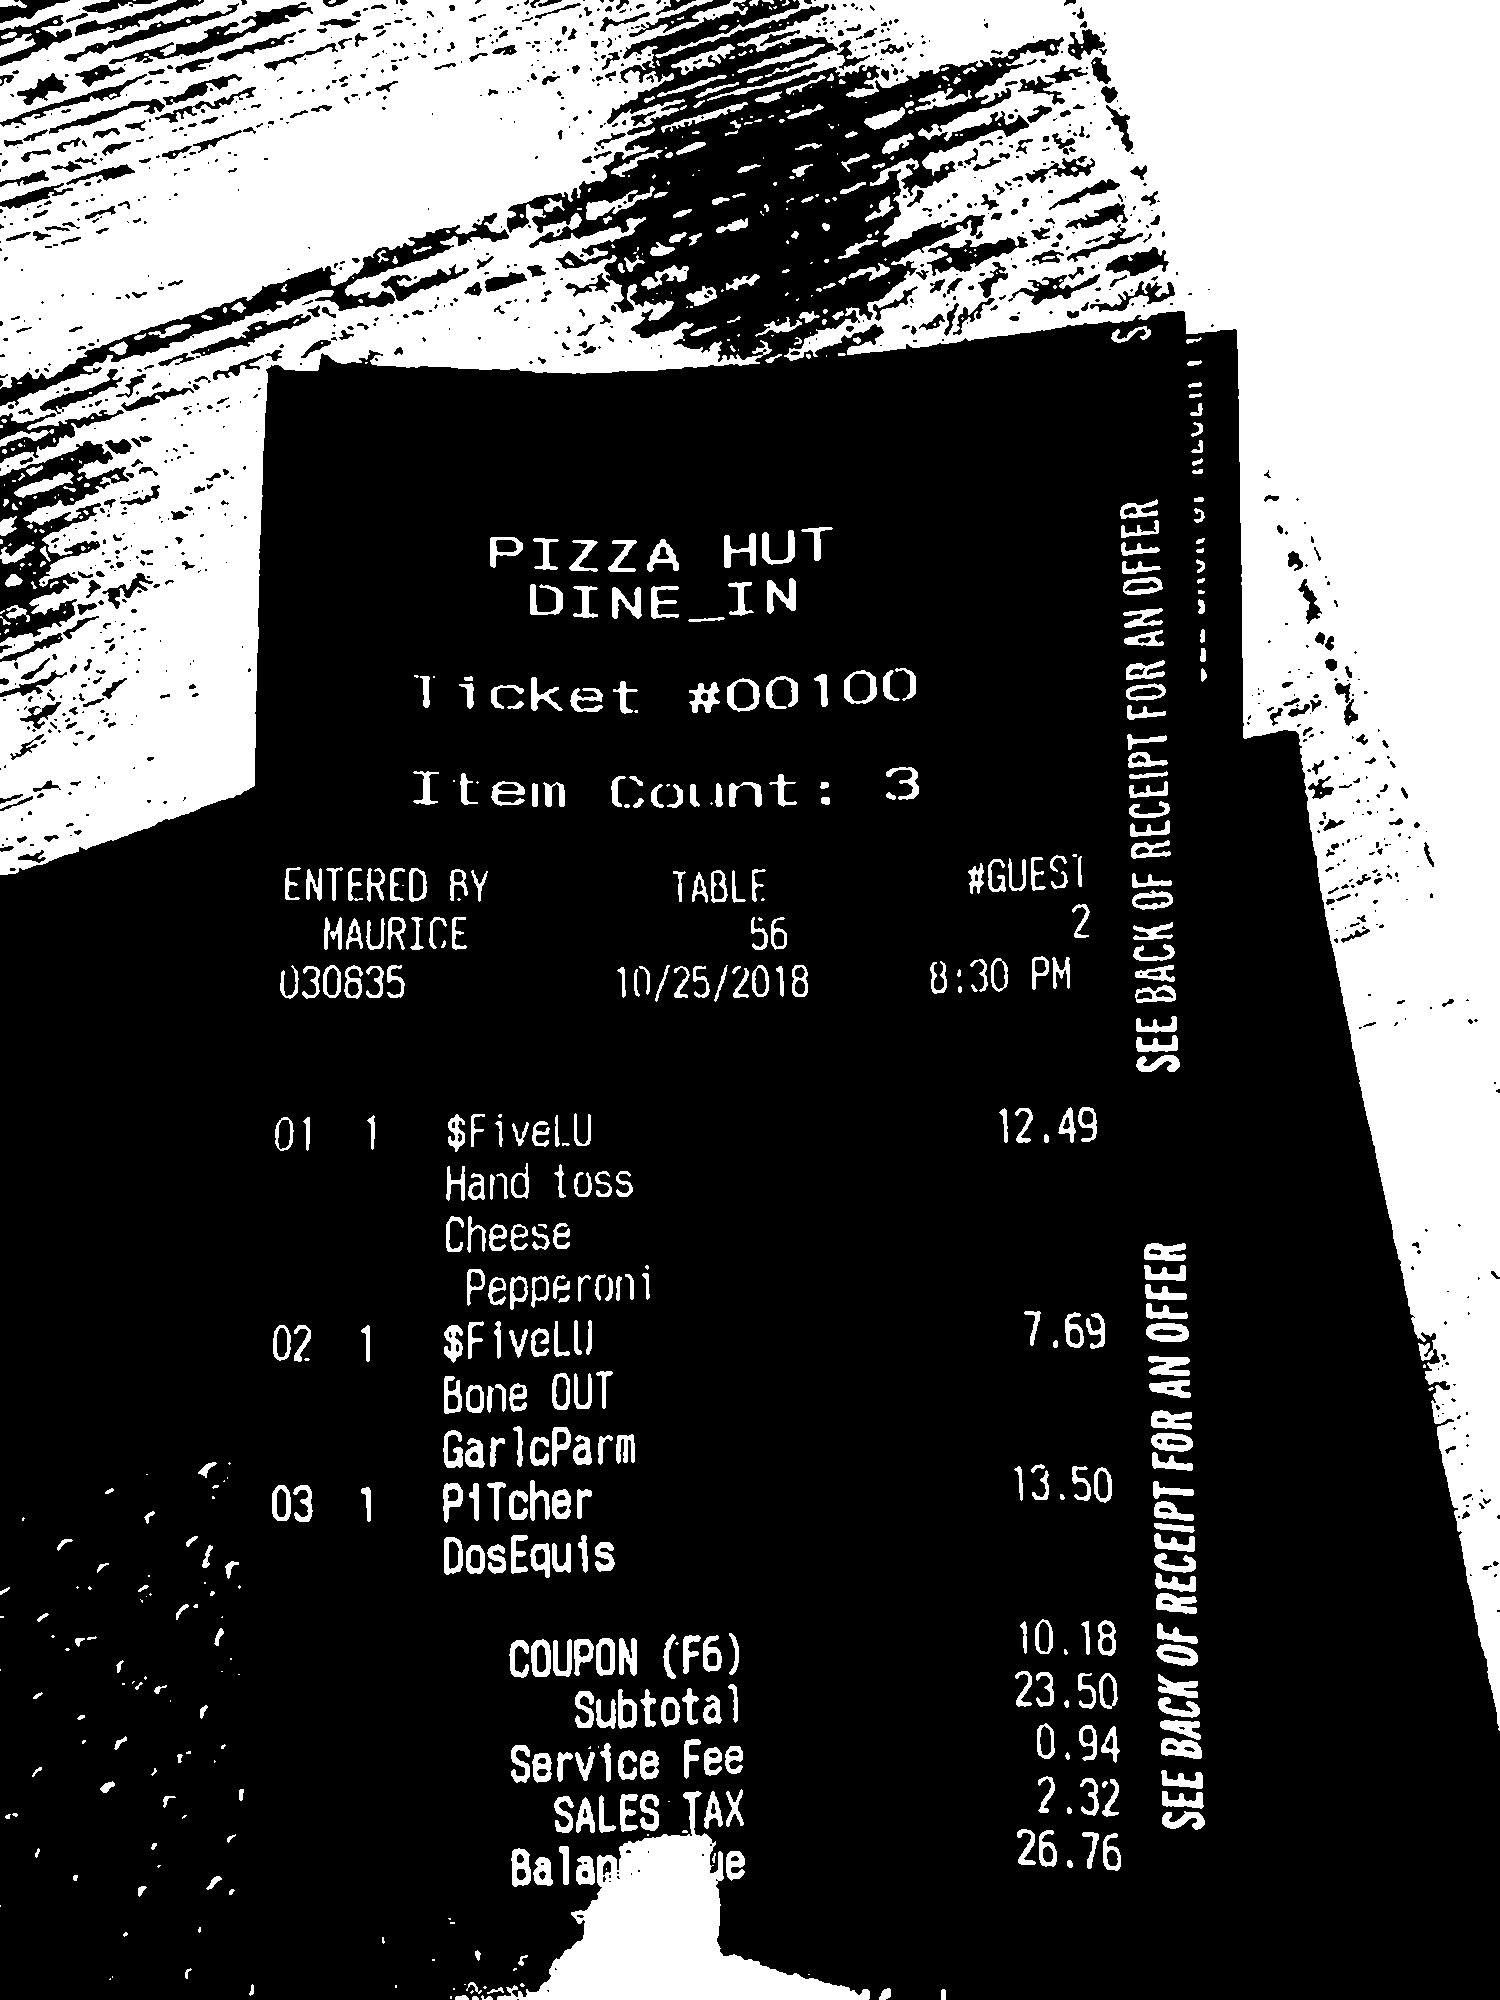 PIZZA HUT
DINE_IN
Ticket #00100
Item Count: 3
ENTERED BY TABLE #GUEST
MAURICE 56 2
030835 10/25/2018 8:30 PM
01 1 $FiveLU 12.49
Hand toss
Cheese
Pepperoni
02 1 $FiveLU 7.69
Bone OUT
GarlcParm
03 1 PiTcher 13.50
DosEquis
COUPON (F6) 10.18
Subtotal 23.50
Service Fee 0.94
SALES TAX 2.32
26.76
SEE BACK OF RECEIPT FOR AN OFFER
SEE BACK OF RECEIPT FOR AN OFFER